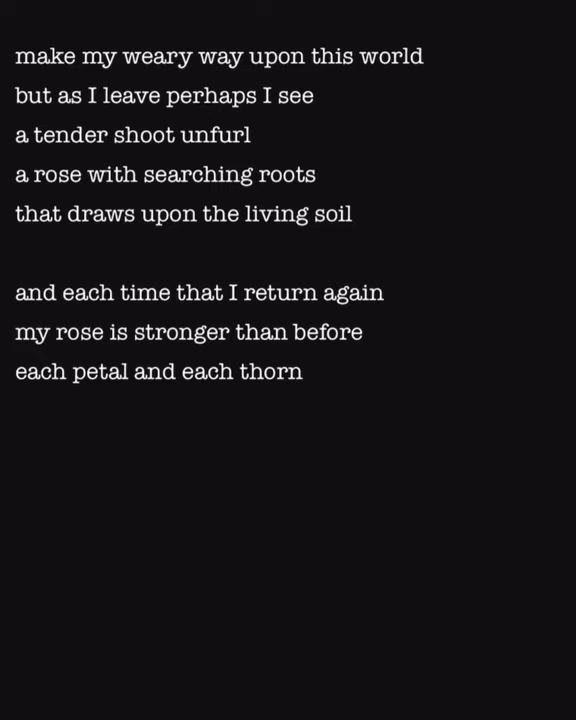 make my weary way upon this world
but as I leave perhaps I see
a tender shoot unfurl
a rose with searching roots
that draws upon the living soil
and each time that I return again
my rose is stronger than before
each petal and each thorn